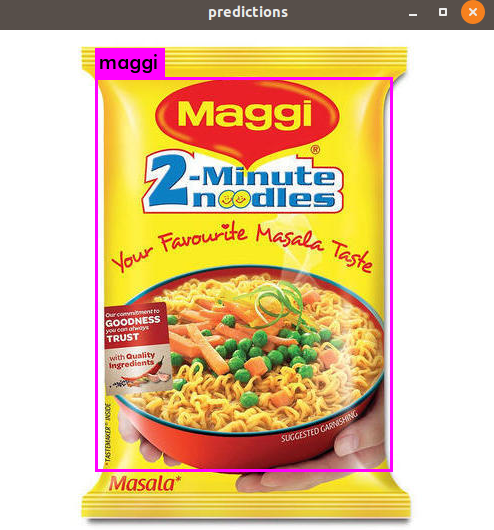 predictions
maggi
Maggi
®
2-Minute
noodles
Your Favourite Masala Taste
Our commitment to
GOODNESS
you can always
TRUST
with Quality
Ingredients
*TASTEMAKER® INSIDE
SUGGESTED GARNISHING
Masala*